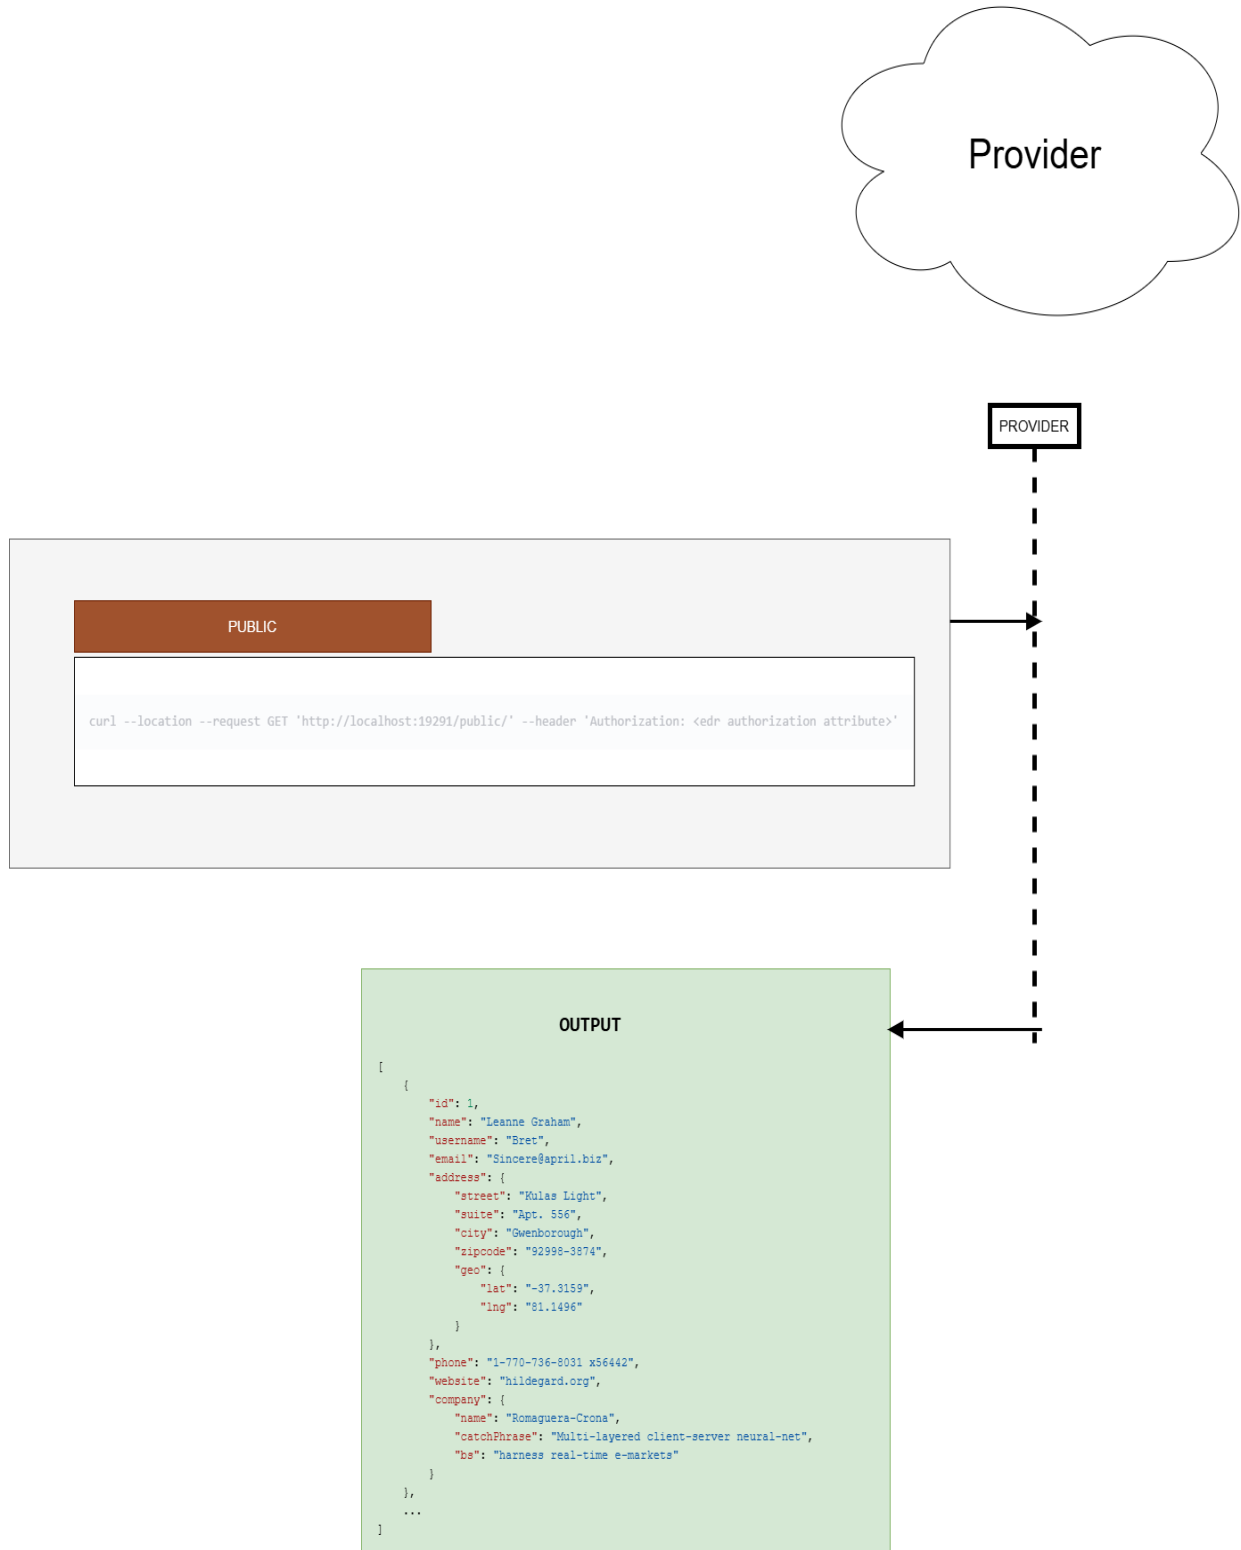 Provider
PROVIDER
PUBLIC
curl --location --request GET 'http://localhost:19291/public/' --header 'Authorization: <edr authorization attribute>'
OUTPUT
[
    {
        "id": 1,
        "name": "Leanne Graham",
        "username": "Bret",
        "email": "Sincere@april.biz",
        "address": {
            "street": "Kulas Light",
            "suite": "Apt. 556",
            "city": "Gwenborough",
            "zipcode": "92998-3874",
            "geo": {
                "lat": "-37.3159",
                "lng": "81.1496"
            }
        },
        "phone": "1-770-736-8031 x56442",
        "website": "hildegard.org",
        "company": {
            "name": "Romaguera-Crona",
            "catchPhrase": "Multi-layered client-server neural-net",
            "bs": "harness real-time e-markets"
        }
    },
    ...
]